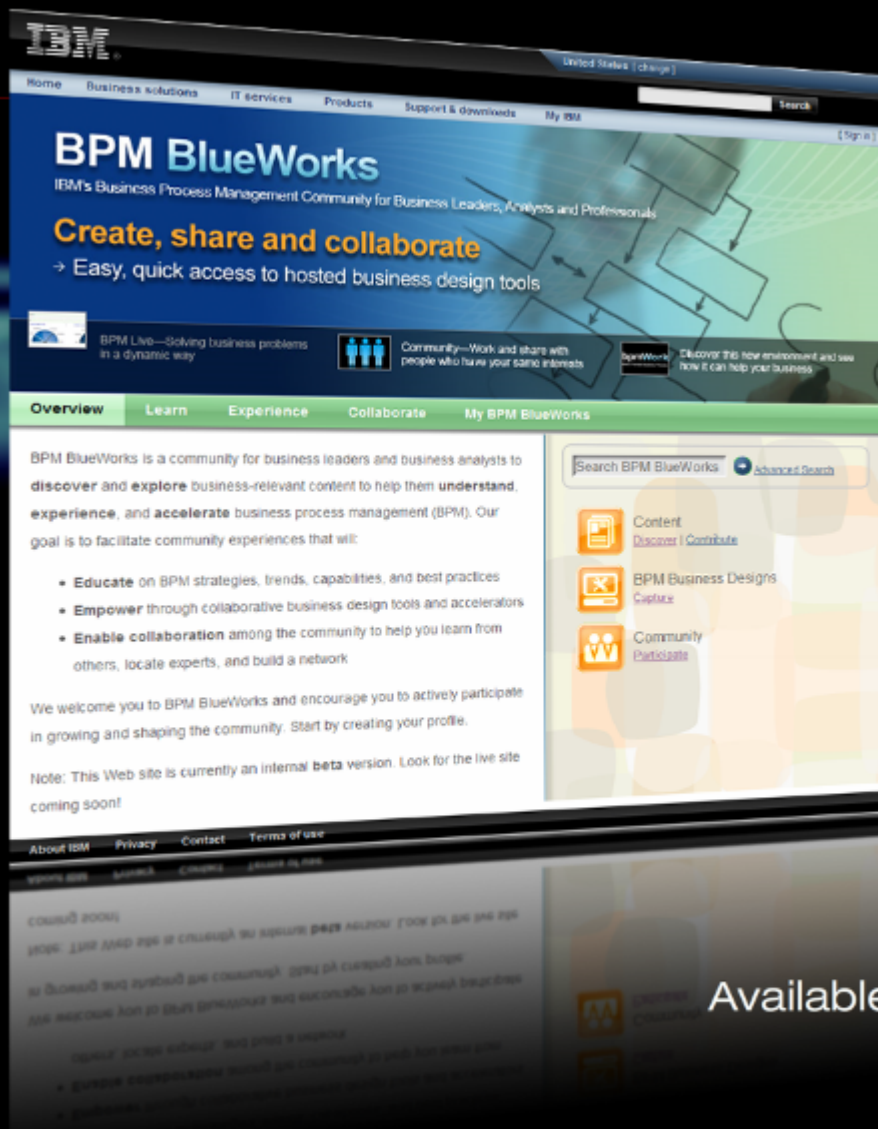 IBM
United States [ change ]
Home Business solutions IT services Products Support & downloads My IBM
Search
[ Sign in ]
BPM BlueWorks
IBM's Business Process Management Community for Business Leaders, Analysts and Professionals
Create, share and collaborate
→ Easy, quick access to hosted business design tools
BPM Live—Solving business problems
in a dynamic way
Community—Work and share with
people who have your same interests
Discover this new environment and see
how it can help your business
Overview Learn Experience Collaborate My BPM BlueWorks
BPM BlueWorks is a community for business leaders and business analysts to
discover and explore business-relevant content to help them understand,
experience, and accelerate business process management (BPM). Our
goal is to facilitate community experiences that will:
• Educate on BPM strategies, trends, capabilities, and best practices
• Empower through collaborative business design tools and accelerators
• Enable collaboration among the community to help you learn from
others, locate experts, and build a network
We welcome you to BPM BlueWorks and encourage you to actively participate
in growing and shaping the community. Start by creating your profile.
Note: This Web site is currently an internal beta version. Look for the live site
coming soon!
Search BPM BlueWorks Advanced Search
Content
Discover | Contribute
BPM Business Designs
Capture
Community
Participate
About IBM Privacy Contact Terms of use
Available